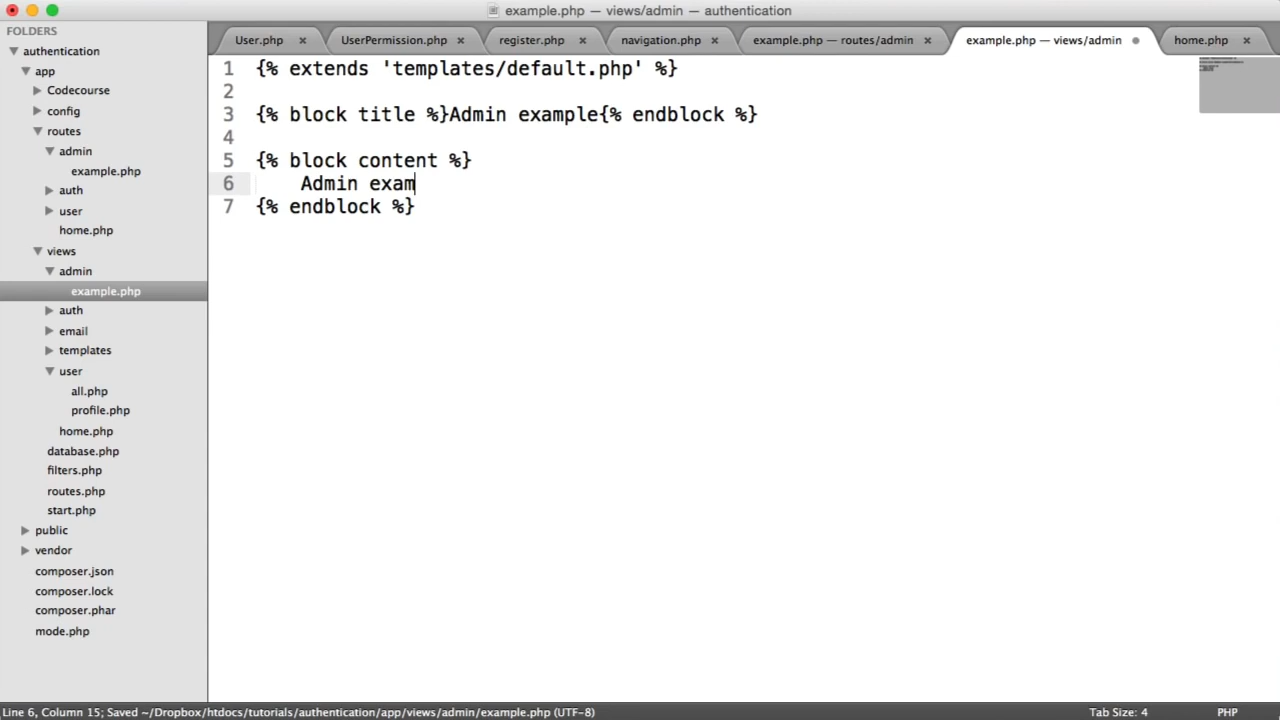 example.php — views/admin — authentication
FOLDERS
authentication
app
Codecourse
config
routes
admin
example.php
auth
user
home.php
views
admin
example.php
auth
email
templates
user
all.php
profile.php
home.php
database.php
filters.php
routes.php
start.php
public
vendor
composer.json
composer.lock
composer.phar
mode.php
User.php × UserPermission.php × register.php × navigation.php × example.php — routes/admin × example.php — views/admin home.php ×
1 {% extends 'templates/default.php' %}
2
3 {% block title %}Admin example{% endblock %}
4
5 {% block content %}
6 Admin exam
7 {% endblock %}
Line 6, Column 15; Saved ~/Dropbox/htdocs/tutorials/authentication/app/views/admin/example.php (UTF-8) Tab Size: 4 PHP